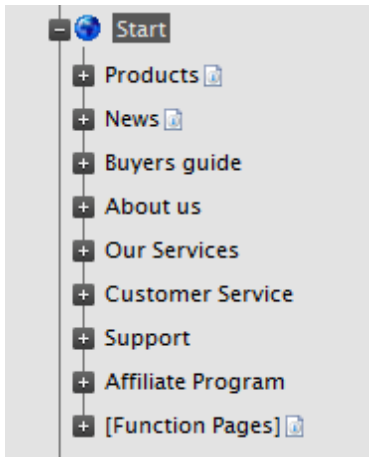 Start
Products
News
Buyers guide
About us
Our Services
Customer Service
Support
Affiliate Program
[Function Pages]